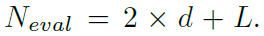 N_{eval} = 2 × d + L.